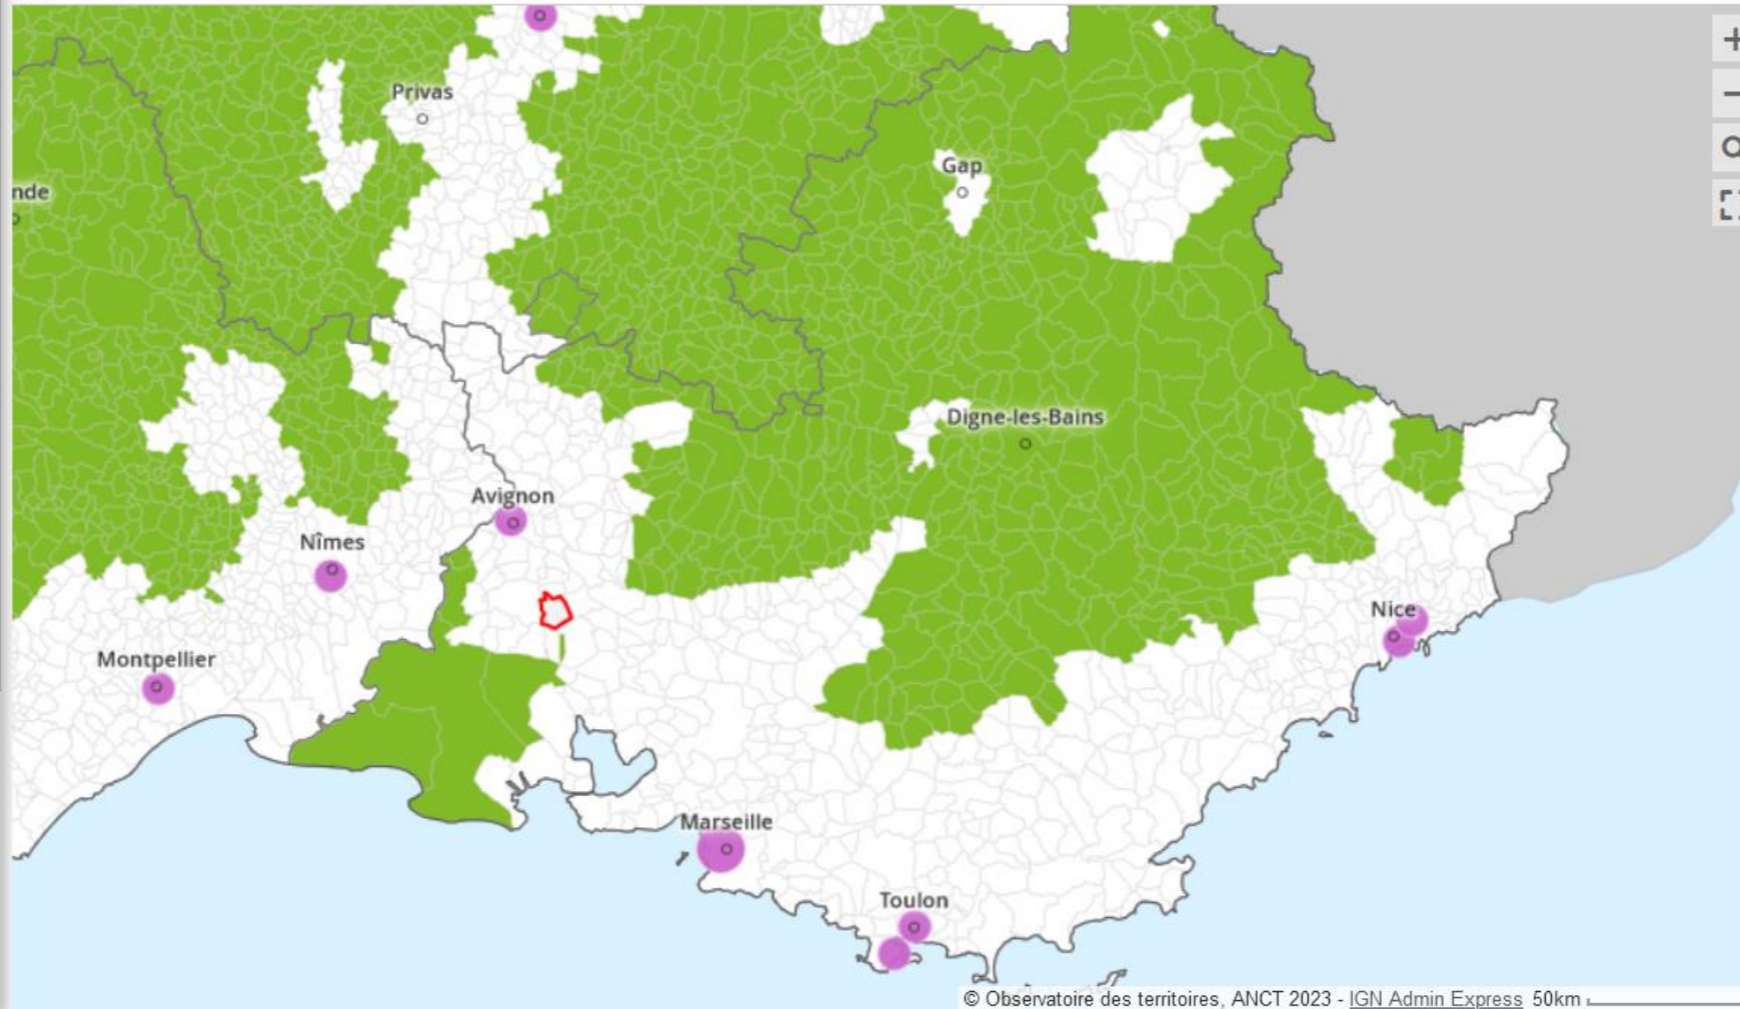 Privas
Gap
nde
Digne-les-Bains
Avignon
Nîmes
Nice
Montpellier
Marseille
Toulon
© Observatoire des territoires, ANCT 2023 - IGN Admin Express 50km